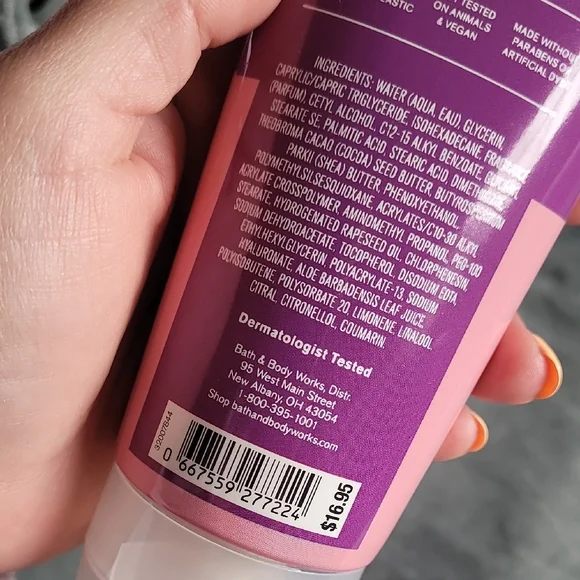 LASTIC
TESTED
ON ANIMALS
& VEGAN
MADE WITHOUT
PARABENS
ARTIFICIAL
INGREDIENTS: WATER (AQUA, EAU), GLYCERIN,
CAPRYLIC/CAPRIC TRIGLYCERIDE, ISOHEXADECANE,
(PARFUM), CETYL ALCOHOL, C12-15 ALKYL BENZOATE,
STEARATE SE, PALMITIC ACID, STEARIC ACID,
THEOBROMA CACAO (COCOA) SEED BUTTER,
PARKII (SHEA) BUTTER, PHENOXYETHANOL,
POLYMETHYLSILSESQUIOXANE, ACRYLATES/C10-30 ALKYL
ACRYLATE CROSSPOLYMER, AMINOMETHYL PROPANOL, PEG-100
STEARATE, HYDROGENATED RAPESEED OIL, CHLORPHENESIN,
SODIUM DEHYDROACETATE, TOCOPHEROL, DISODIUM EDTA,
ETHYLHEXYLGLYCERIN, POLYACRYLATE-13, SODIUM
HYALURONATE, ALOE BARBADENSIS LEAF JUICE,
POLYISOBUTENE, POLYSORBATE 20, LIMONENE, LINALOOL,
CITRAL, CITRONELLOL, COUMARIN.
Dermatologist Tested
Bath & Body Works, Distr.
95 West Main Street
New Albany, OH 43054
1-800-395-1001
Shop bathandbodyworks.com
32007644
0 667559 277224
$16.95